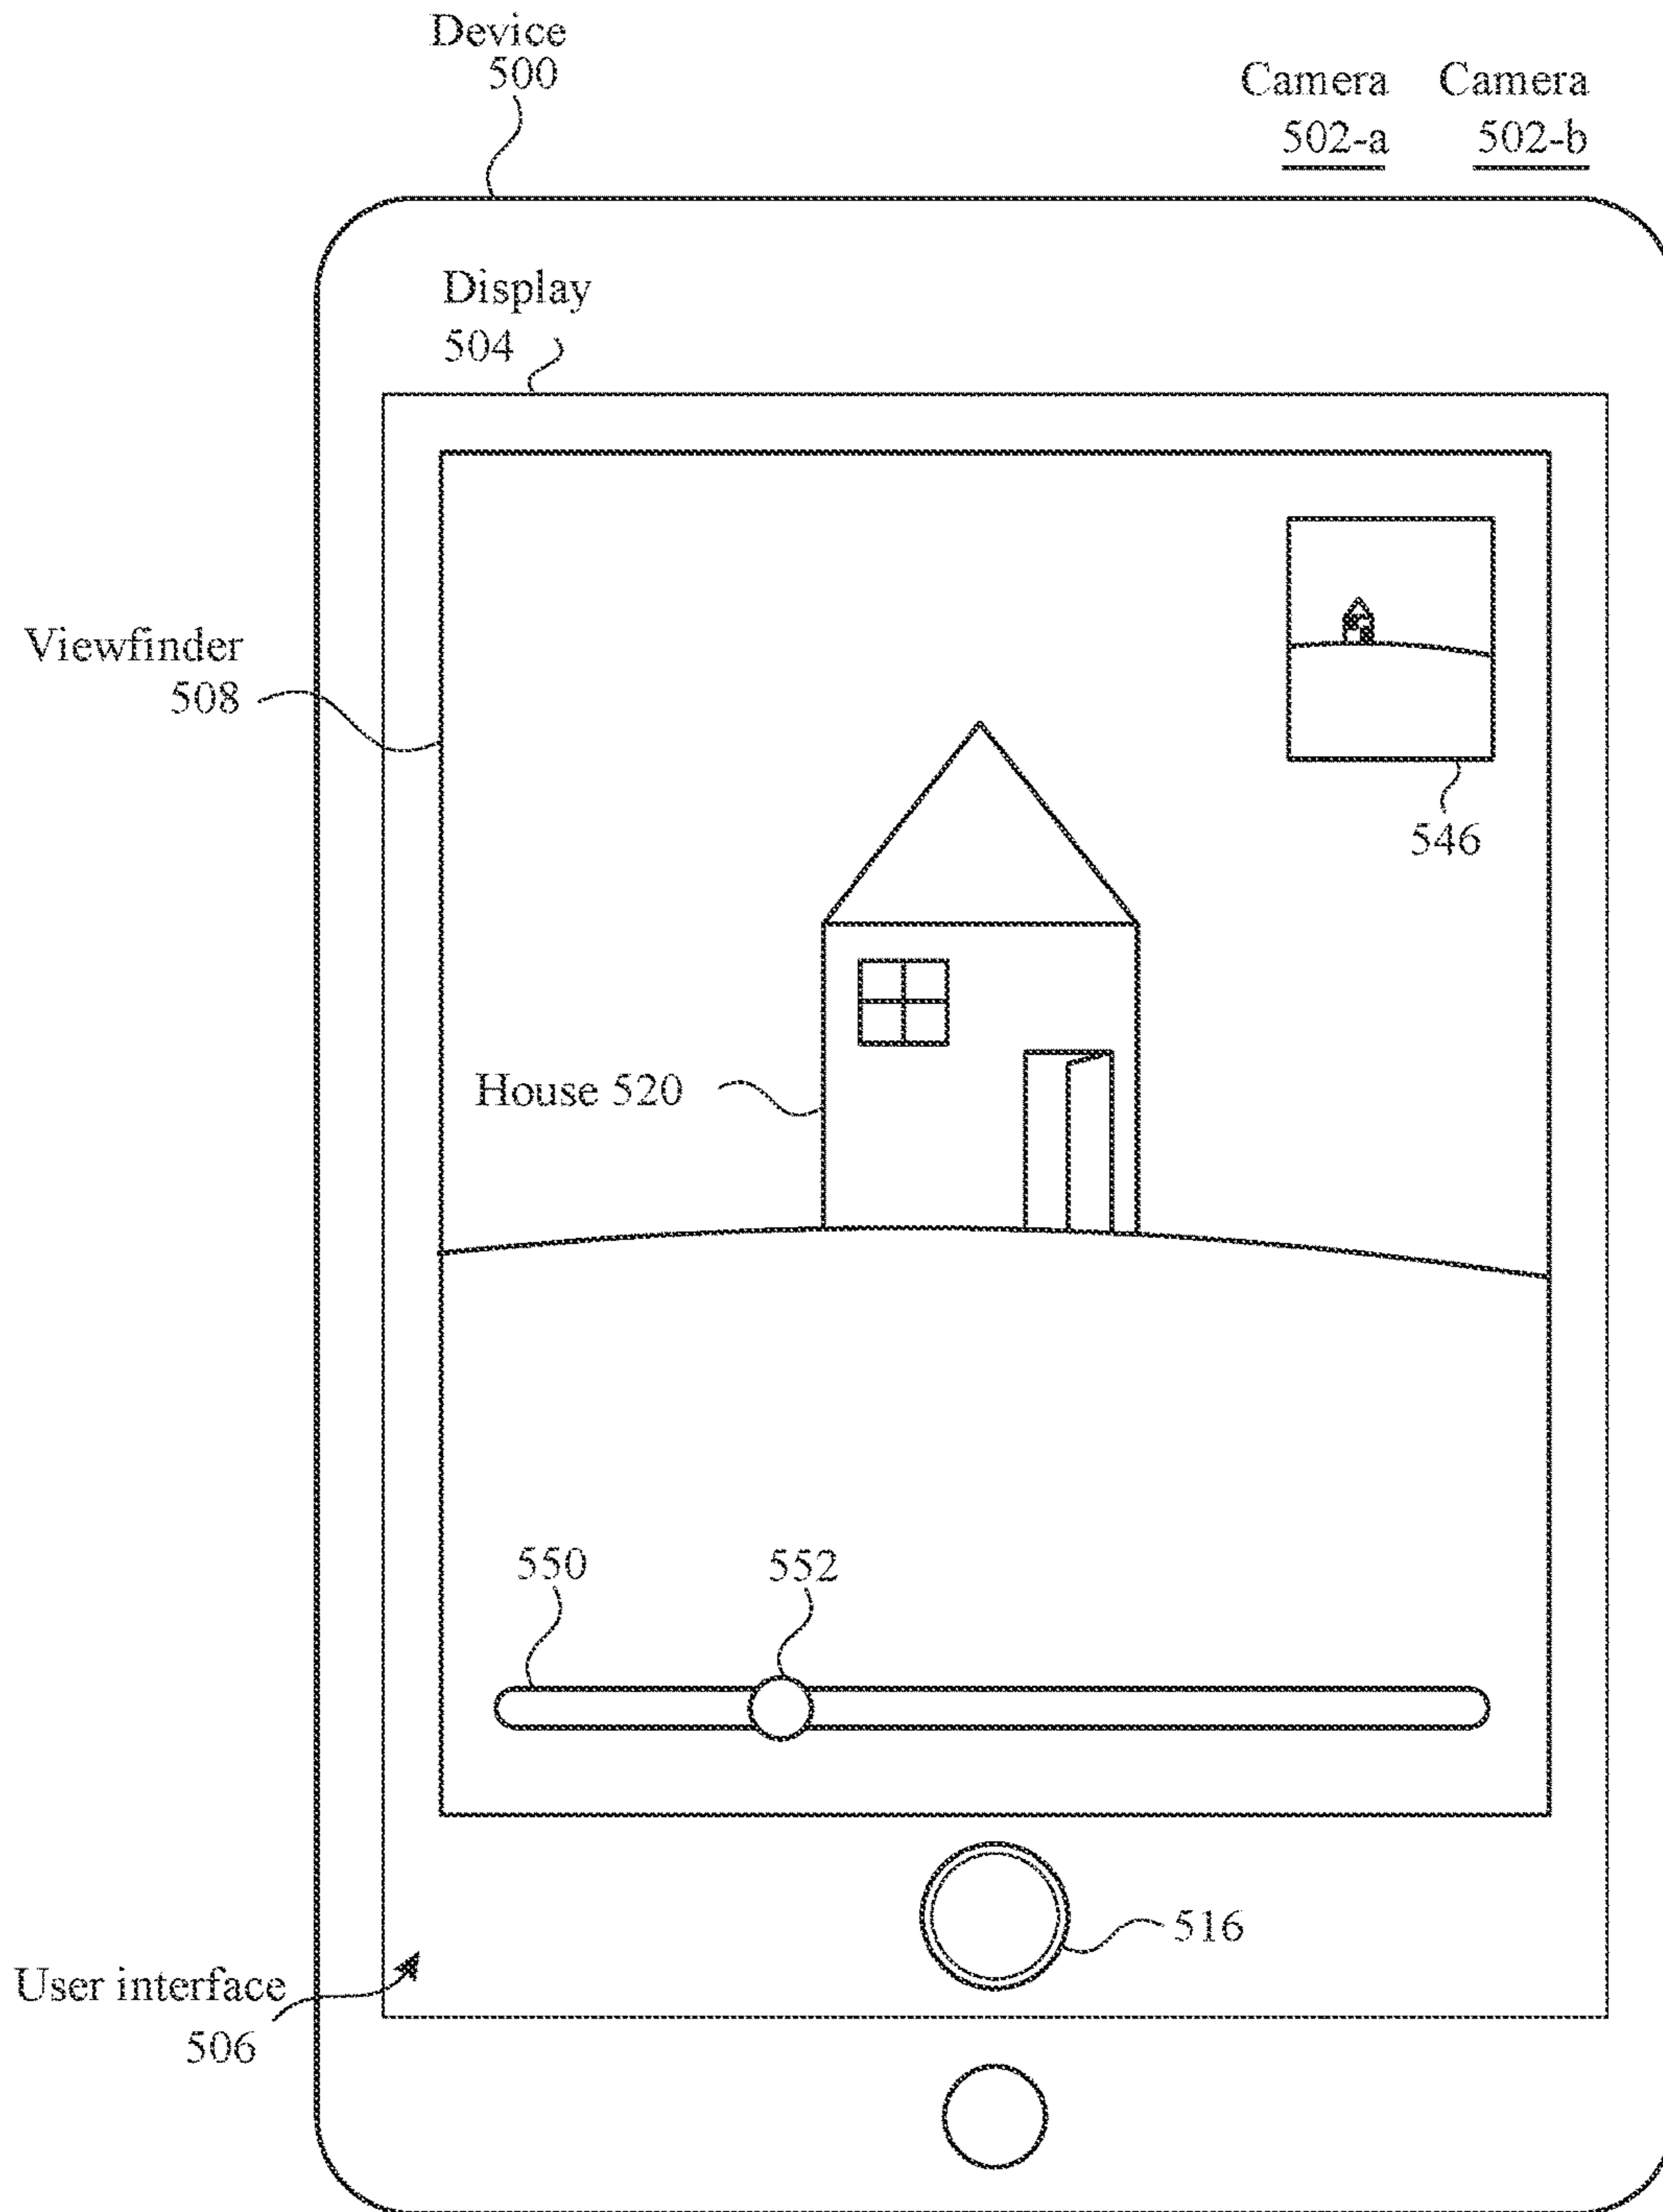 Device
500
Camera Camera
502-a 502-b
Display
504
Viewfinder
508
546
House 520
550 552
516
User interface
506